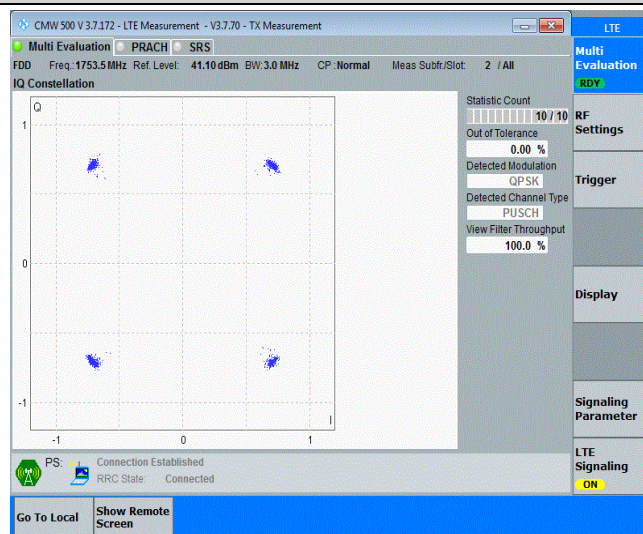 CMW 500 V 3.7.172 - LTE Measurement - V3.7.70 - TX Measurement
LTE
Multi Evaluation PRACH SRS
FDD Freq.: 1753.5 MHz Ref. Level: 41.10 dBm BW: 3.0 MHz CP : Normal Meas Subfr./Slot: 2 / All
IQ Constellation
Q
1
0
-1
-1 0 1
I
Statistic Count
10 / 10
Out of Tolerance
0.00 %
Detected Modulation
QPSK
Detected Channel Type
PUSCH
View Filter Throughput
100.0 %
Multi
Evaluation
RDY
RF
Settings
Trigger
Display
Signaling
Parameter
LTE
Signaling
ON
PS: Connection Established
RRC State: Connected
Go To Local
Show Remote
Screen